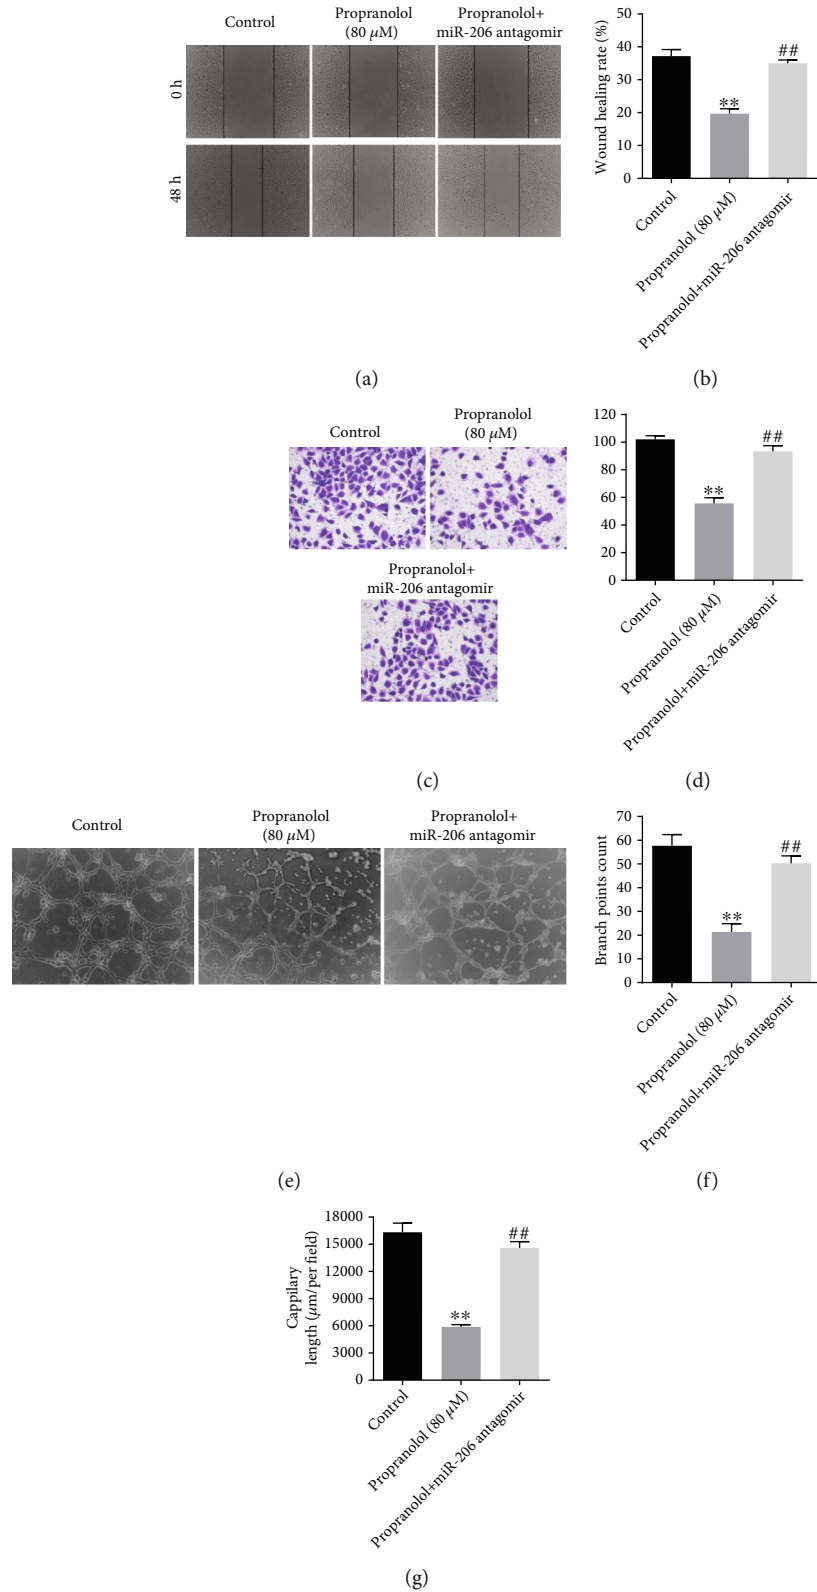 Control
Propranolol
(80 μM)
Propranolol+
miR-206 antagomir
0 h
48 h
(a)
Wound healing rate (%)
50
40
30
20
10
0
**
##
Control
Propranolol (80 μM)
Propranolol+miR-206 antagomir
(b)
Control
Propranolol
(80 μM)
Propranolol+
miR-206 antagomir
(c)
120
100
80
60
40
20
0
**
##
Control
Propranolol (80 μM)
Propranolol+miR-206 antagomir
(d)
Control
Propranolol
(80 μM)
Propranolol+
miR-206 antagomir
(e)
Branch points count
70
60
50
40
30
20
10
0
**
##
Control
Propranolol (80 μM)
Propranolol+miR-206 antagomir
(f)
Cappilary
length (μm/per field)
18000
15000
12000
9000
6000
3000
0
**
##
Control
Propranolol (80 μM)
Propranolol+miR-206 antagomir
(g)